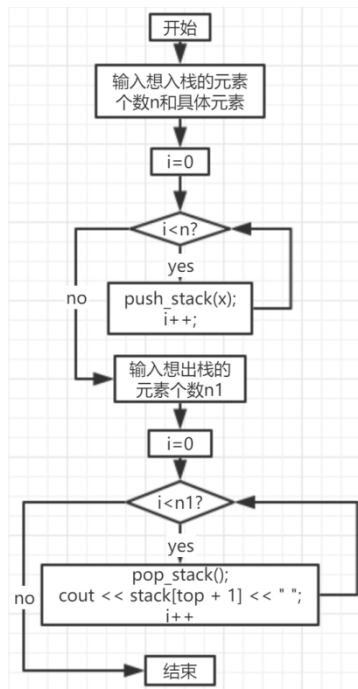 开始
输入想入栈的元素
个数n和具体元素
i=0
i<n?
yes
no
push_stack(x);
i++;
输入想出栈的
元素个数n1
i=0
i<n1?
yes
no
pop_stack();
cout << stack[top + 1] << " ";
i++
结束